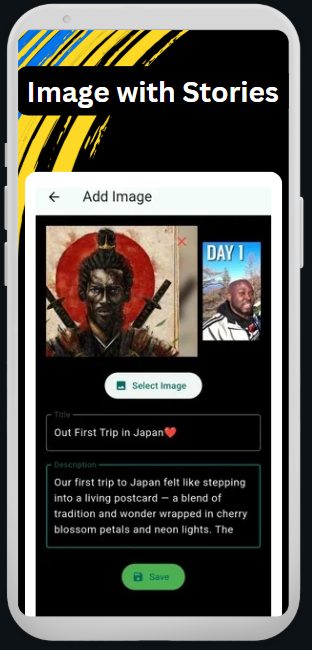 Image with Stories
Add Image
DAY 1
Select Image
Title
Out First Trip in Japan❤️
Description
Our first trip to Japan felt like stepping
into a living postcard — a blend of
tradition and wonder wrapped in cherry
blossom petals and neon lights. The
Save